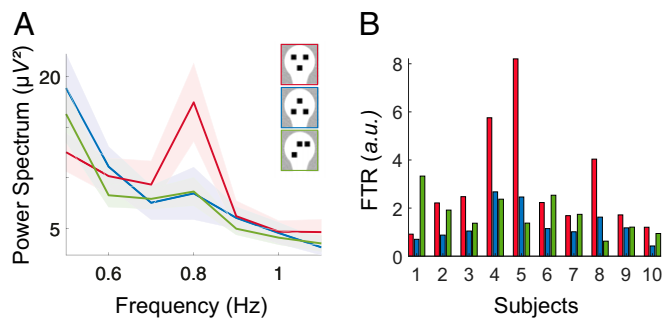 A
B
Power Spectrum (μV²)
20
5
0.6 0.8 1
Frequency (Hz)
FTR (a.u.)
8
6
4
2
0
1 2 3 4 5 6 7 8 9 10
Subjects